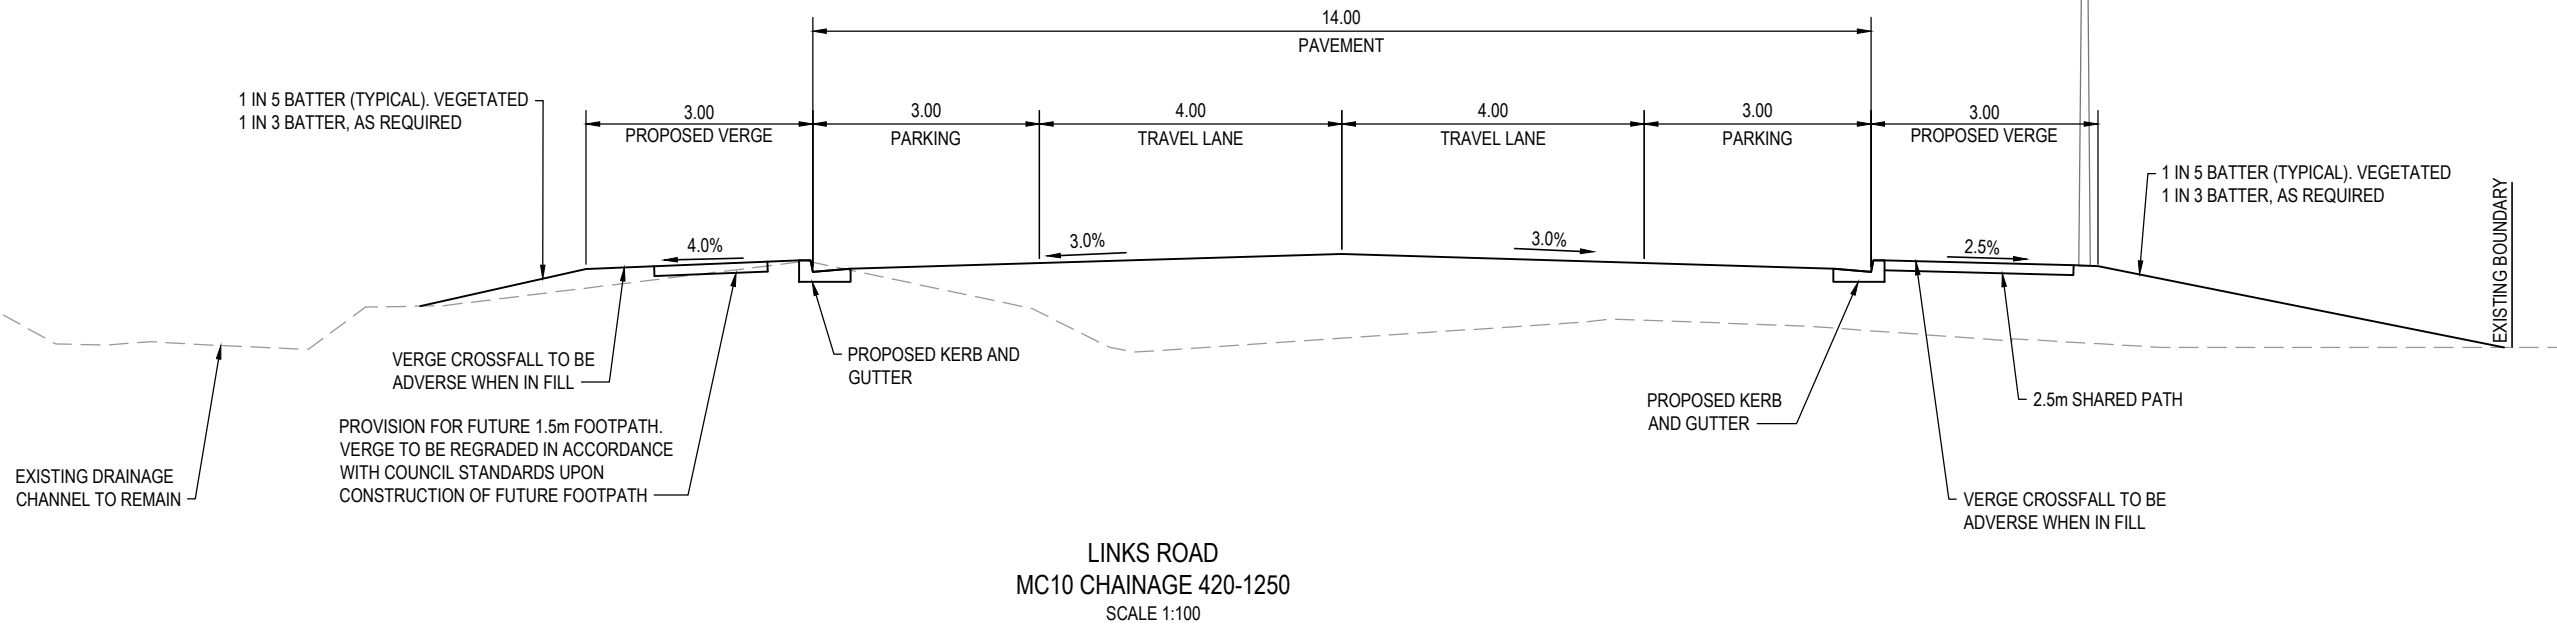 14.00
PAVEMENT
1 IN 5 BATTER (TYPICAL). VEGETATED
1 IN 3 BATTER, AS REQUIRED
3.00
PROPOSED VERGE
3.00
PARKING
4.00
TRAVEL LANE
4.00
TRAVEL LANE
3.00
PARKING
3.00
PROPOSED VERGE
1 IN 5 BATTER (TYPICAL). VEGETATED
1 IN 3 BATTER, AS REQUIRED
EXISTING BOUNDARY
4.0%
3.0%
3.0%
2.5%
VERGE CROSSFALL TO BE
ADVERSE WHEN IN FILL
PROPOSED KERB AND
GUTTER
PROPOSED KERB
AND GUTTER
2.5m SHARED PATH
PROVISION FOR FUTURE 1.5m FOOTPATH.
VERGE TO BE REGRADED IN ACCORDANCE
WITH COUNCIL STANDARDS UPON
CONSTRUCTION OF FUTURE FOOTPATH
EXISTING DRAINAGE
CHANNEL TO REMAIN
VERGE CROSSFALL TO BE
ADVERSE WHEN IN FILL
LINKS ROAD
MC10 CHAINAGE 420-1250
SCALE 1:100